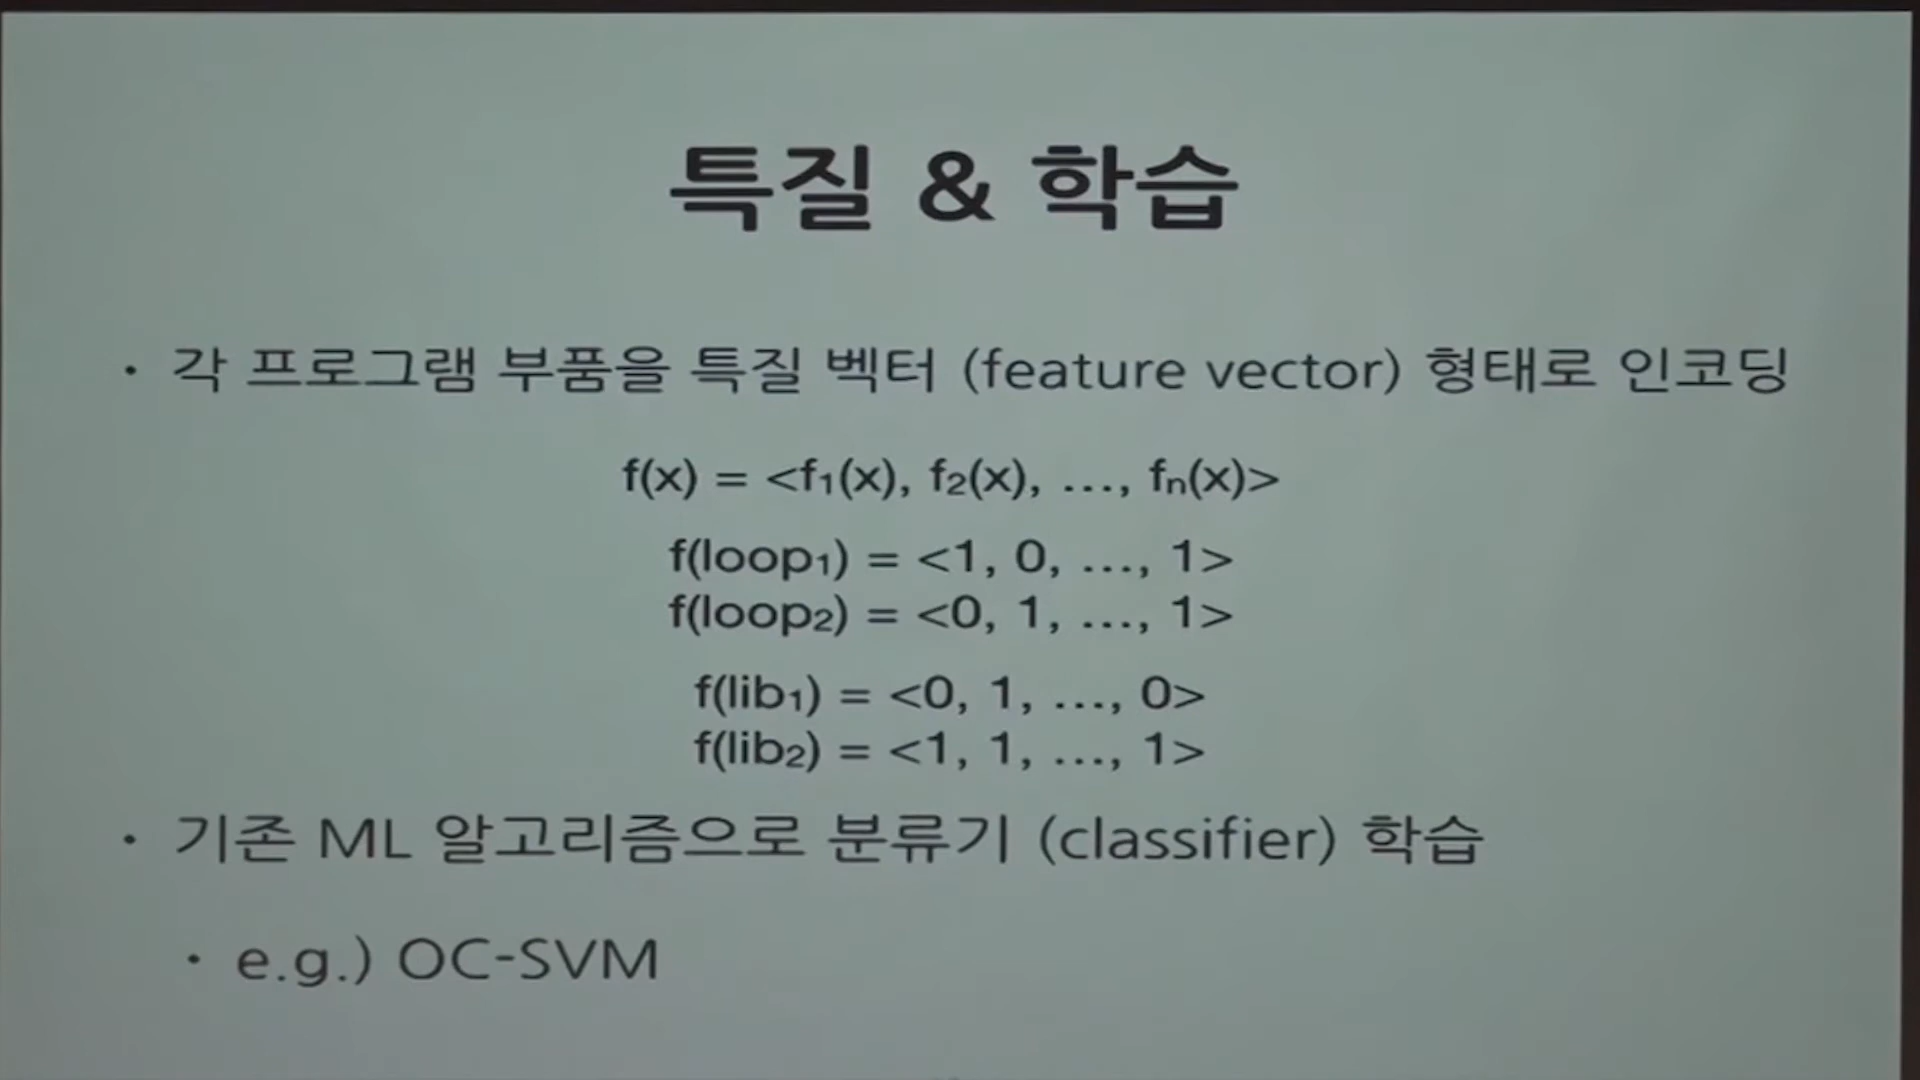 특질 & 학습
• 각 프로그램 부품을 특질 벡터 (feature vector) 형태로 인코딩
f(x) = <f₁(x), f₂(x), ..., fₙ(x)>
f(loop₁) = <1, 0, ..., 1>
f(loop₂) = <0, 1, ..., 1>
f(lib₁) = <0, 1, ..., 0>
f(lib₂) = <1, 1, ..., 1>
• 기존 ML 알고리즘으로 분류기 (classifier) 학습
• e.g.) OC-SVM